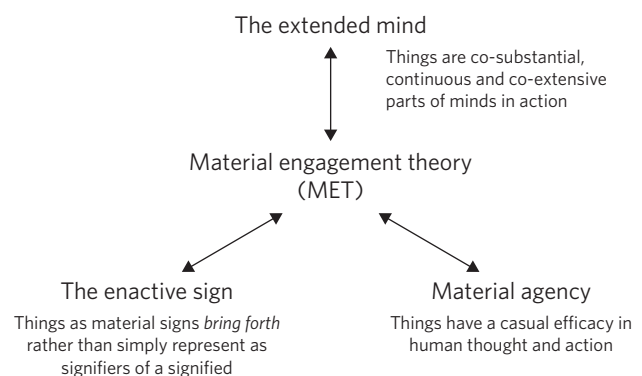 The extended mind
Things are co-substantial,
continuous and co-extensive
parts of minds in action
Material engagement theory
(MET)
The enactive sign
Things as material signs bring forth
rather than simply represent as
signifiers of a signified
Material agency
Things have a casual efficacy in
human thought and action